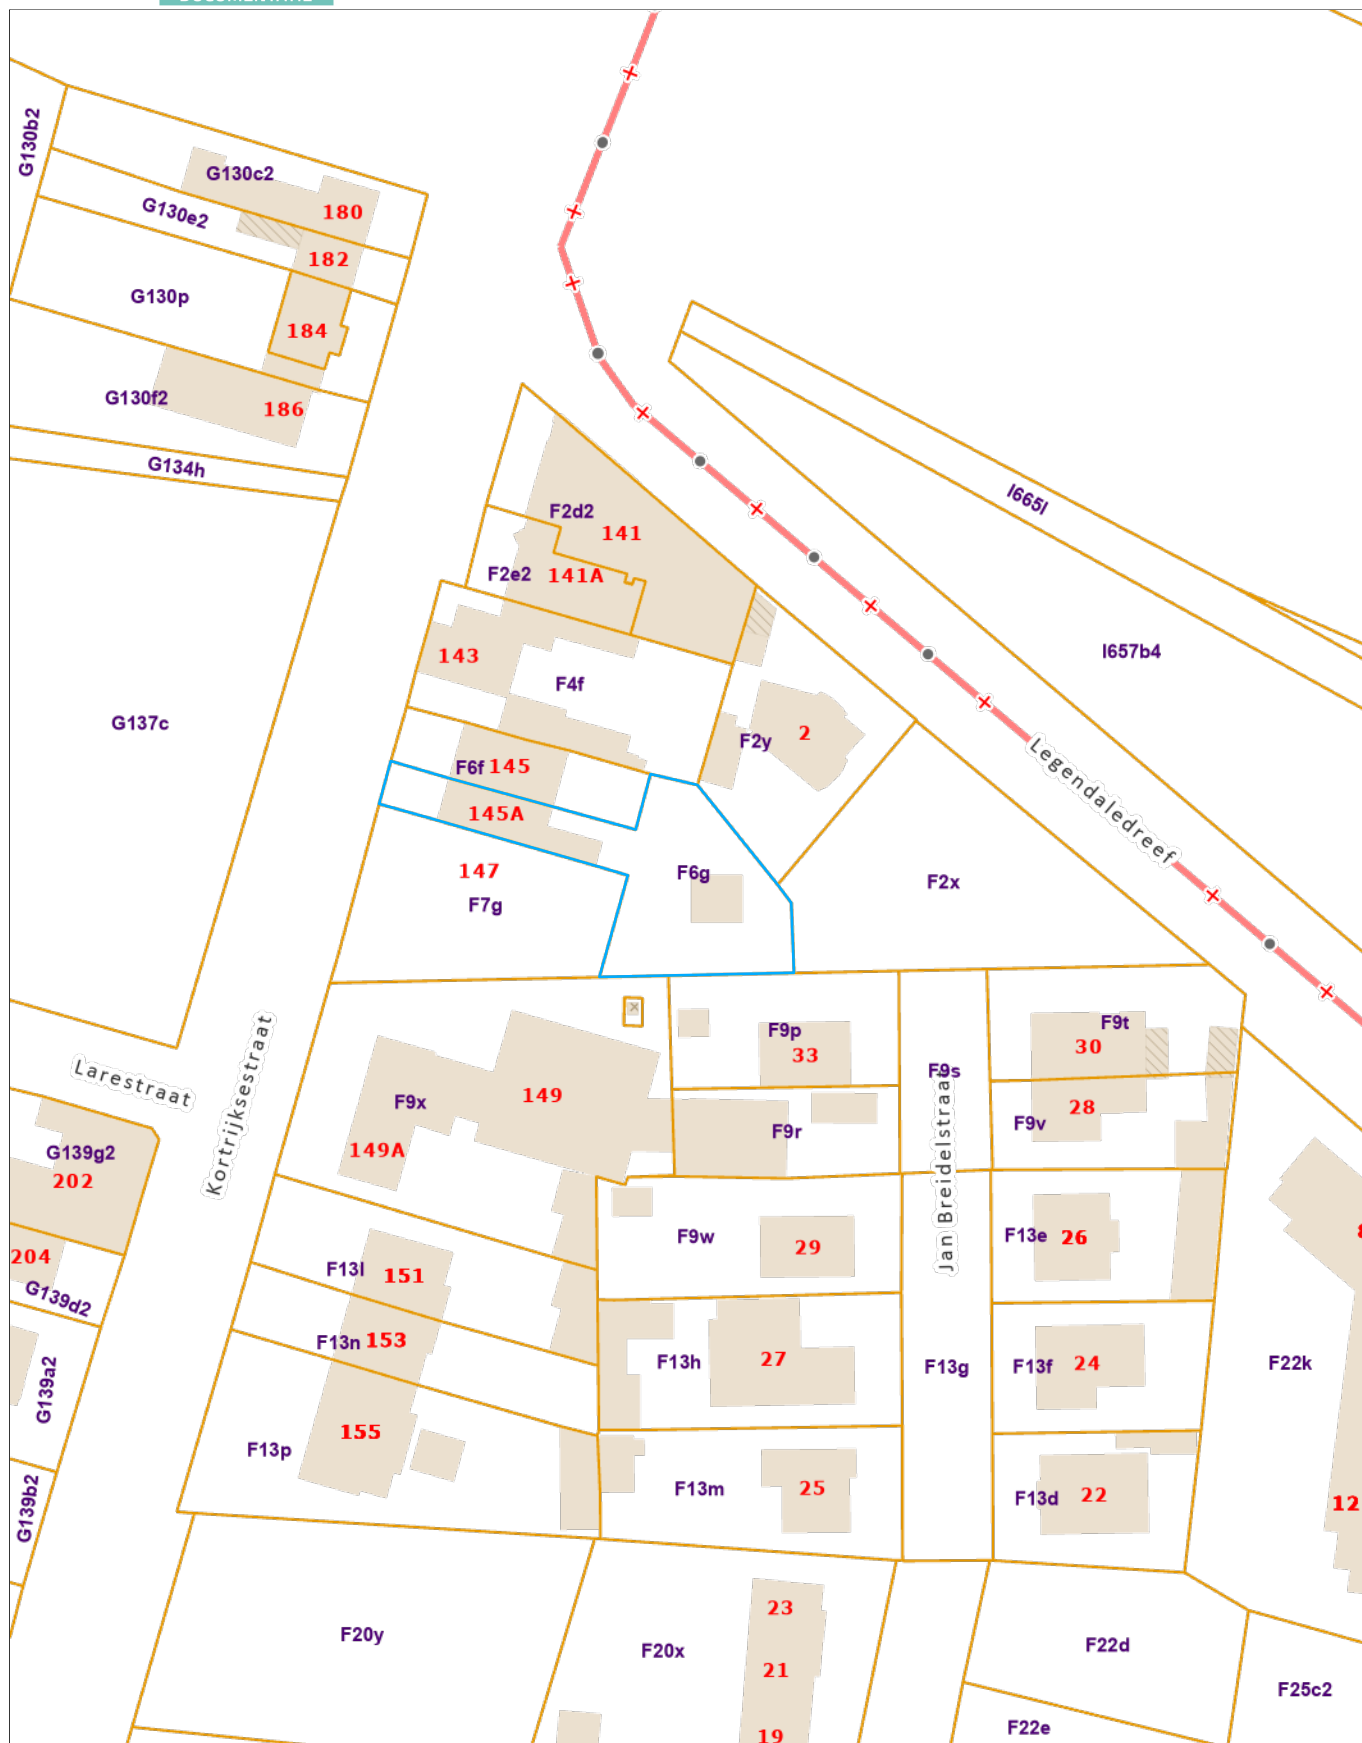 G130b2
G130c2
180
G130e2
182
G130p
184
G130f2
186
G134h
I665l
F2d2
141
F2e2
141A
143
F4f
I657b4
G137c
F2y
2
F6f
145
145A
Legendaledreef
147
F7g
F6g
F2x
Larestraat
Kortrijksestraat
F9p
33
F9s
F9t
30
F9x
149
149A
F9r
28
F9v
G139g2
202
Jan Breidelstraat
F9w
29
F13e
26
204
G139d2
F13l
151
F13n
153
F13h
27
F13g
F13f
24
F22k
G139a2
155
F13p
F13m
25
F13d
22
12
G139b2
F20y
F20x
23
21
19
F22d
F22e
F25c2